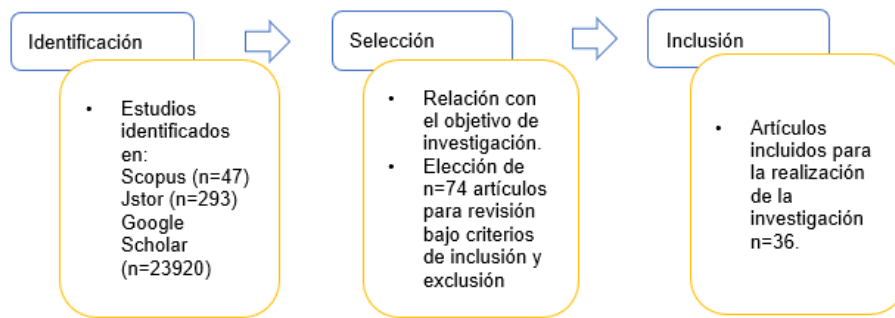 Identificación
Selección
Inclusión
• Estudios
identificados
en:
Scopus (n=47)
Jstor (n=293)
Google
Scholar
(n=23920)
• Relación con
el objetivo de
investigación.
• Elección de
n=74 artículos
para revisión
bajo criterios
de inclusión y
exclusión
• Artículos
incluidos para
la realización
de la
investigación
n=36.